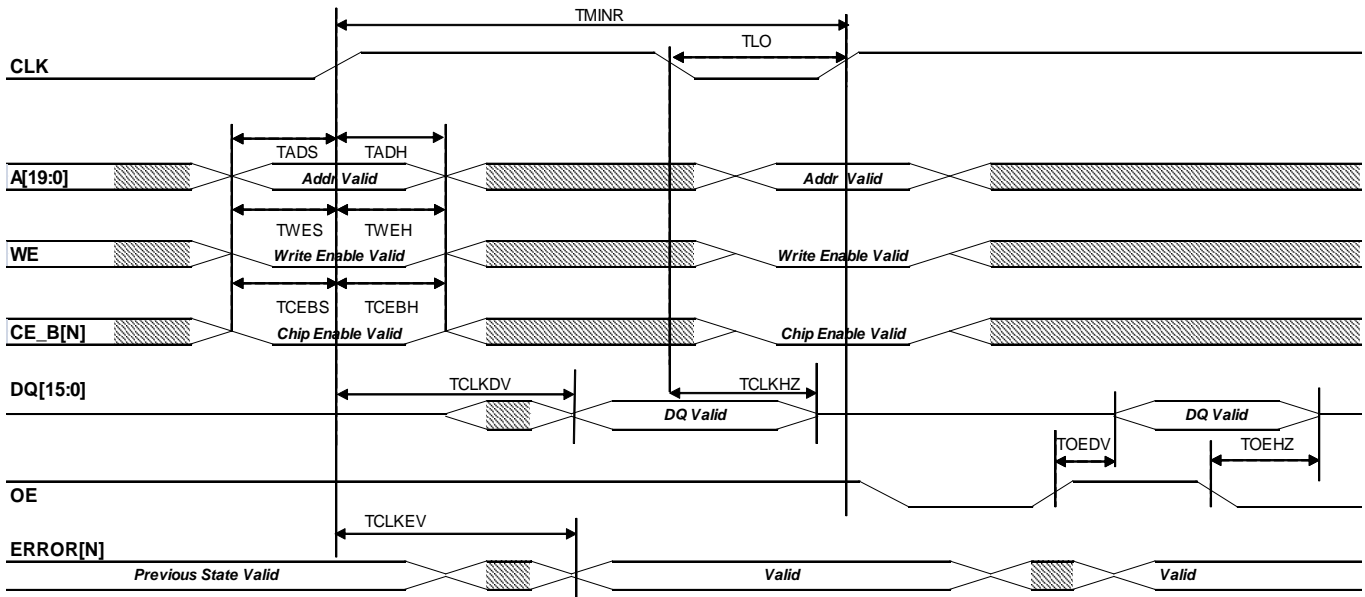 TMINR
TLO
CLK
TADS TADH
A[19:0] Addr Valid Addr Valid
TWES TWEH
WE Write Enable Valid Write Enable Valid
TCEBS TCEBH
CE_B[N] Chip Enable Valid Chip Enable Valid
DQ[15:0] TCLKDV TCLKHZ
DQ Valid DQ Valid
TOEDV TOEHZ
OE
TCLKEV
ERROR[N]
Previous State Valid Valid Valid